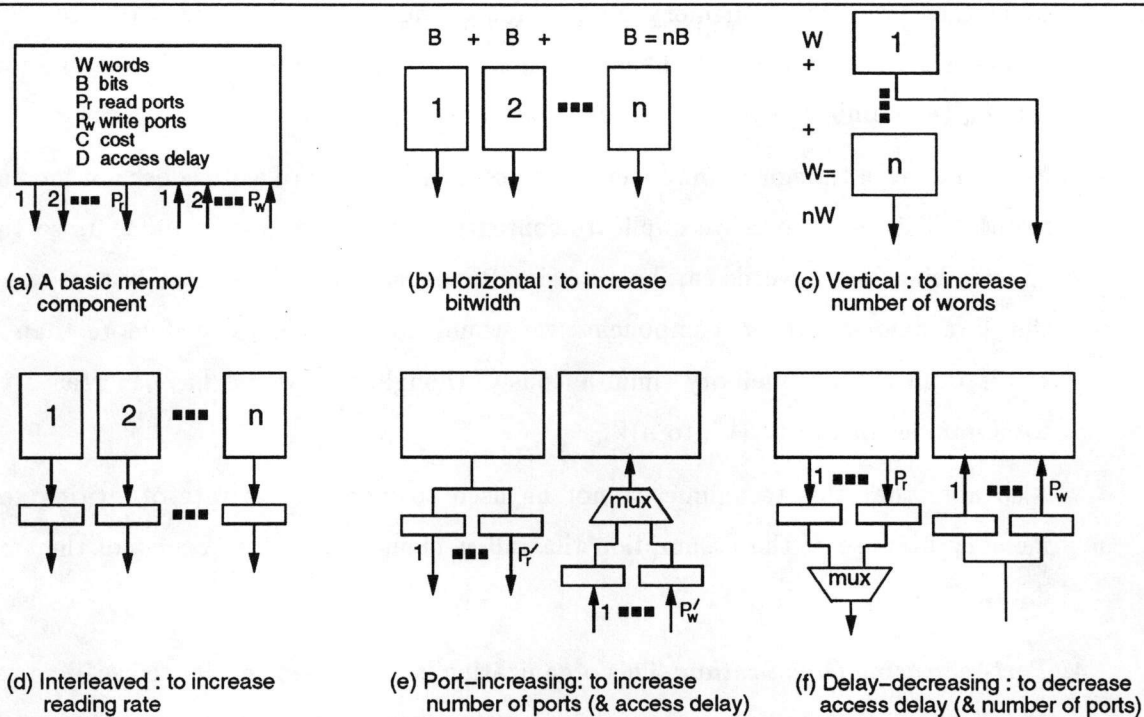 W words
B bits
Pr read ports
Pw write ports
C cost
D access delay
1 2 Pr 1 2 Pw
(a) A basic memory
component
B + B + B = nB
1 2 n
(b) Horizontal : to increase
bitwidth
W
+
1
+
W=
n
nW
(c) Vertical : to increase
number of words
1 2 n
(d) Interleaved : to increase
reading rate
mux
1 Pr'
1 Pw'
(e) Port–increasing: to increase
number of ports (& access delay)
1 Pr
1 Pw
mux
(f) Delay–decreasing : to decrease
access delay (& number of ports)